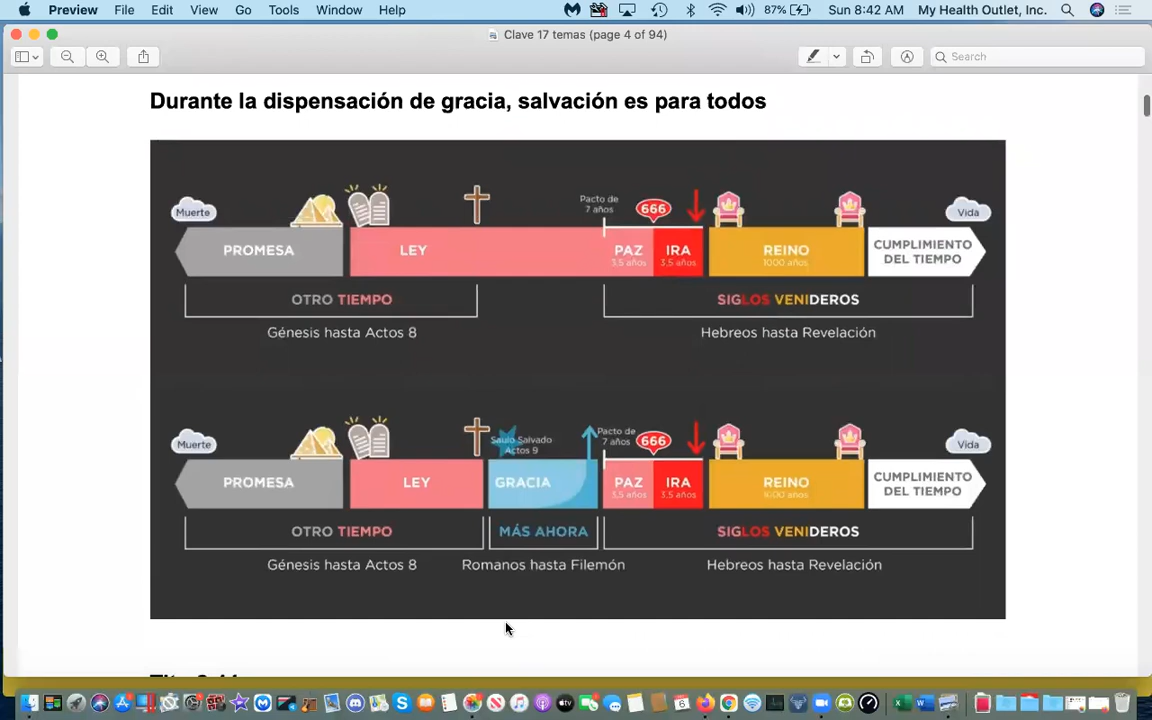 Preview File Edit View Go Tools Window Help 87% Sun 8:42 AM My Health Outlet, Inc.
Clave 17 temas (page 4 of 94)
Search
Durante la dispensación de gracia, salvación es para todos
Pacto de
7 años
666
Muerte
Vida
PROMESA LEY PAZ IRA REINO CUMPLIMIENTO
DEL TIEMPO
3,5 años 3,5 años 1000 años
OTRO TIEMPO SIGLOS VENIDEROS
Génesis hasta Actos 8 Hebreos hasta Revelación
Saulo Salvado
Actos 9
Pacto de
7 años
666
Muerte
Vida
PROMESA LEY GRACIA PAZ IRA REINO CUMPLIMIENTO
DEL TIEMPO
3,5 años 3,5 años 1000 años
OTRO TIEMPO MÁS AHORA SIGLOS VENIDEROS
Génesis hasta Actos 8 Romanos hasta Filemón Hebreos hasta Revelación